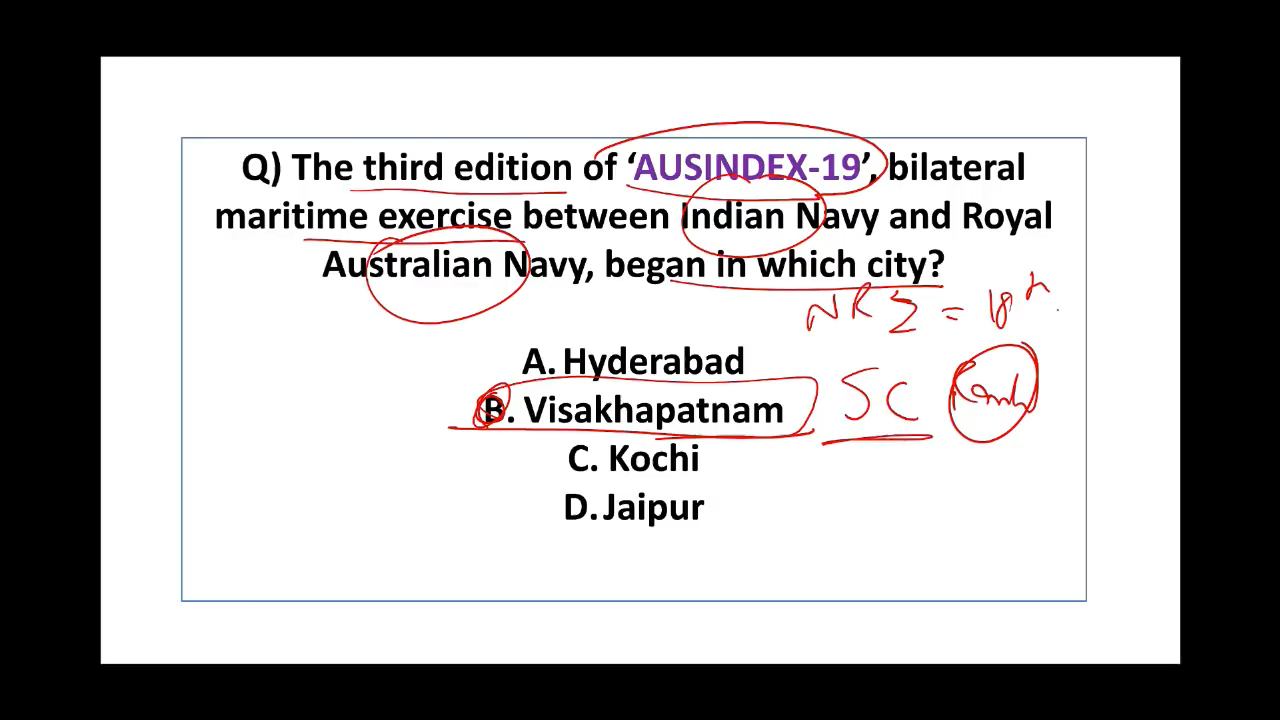 Q) The third edition of ‘AUSINDEX-19’, bilateral
maritime exercise between Indian Navy and Royal
Australian Navy, began in which city?
= 18
A. Hyderabad
B. Visakhapatnam
SC
C. Kochi
D. Jaipur